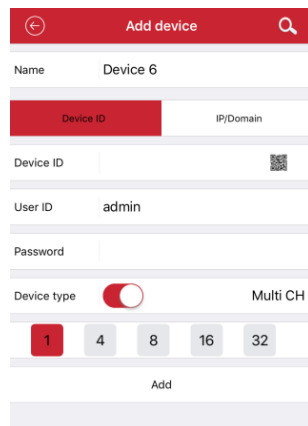 Add device
Name Device 6
Device ID IP/Domain
Device ID
User ID admin
Password
Device type Multi CH
1 4 8 16 32
Add